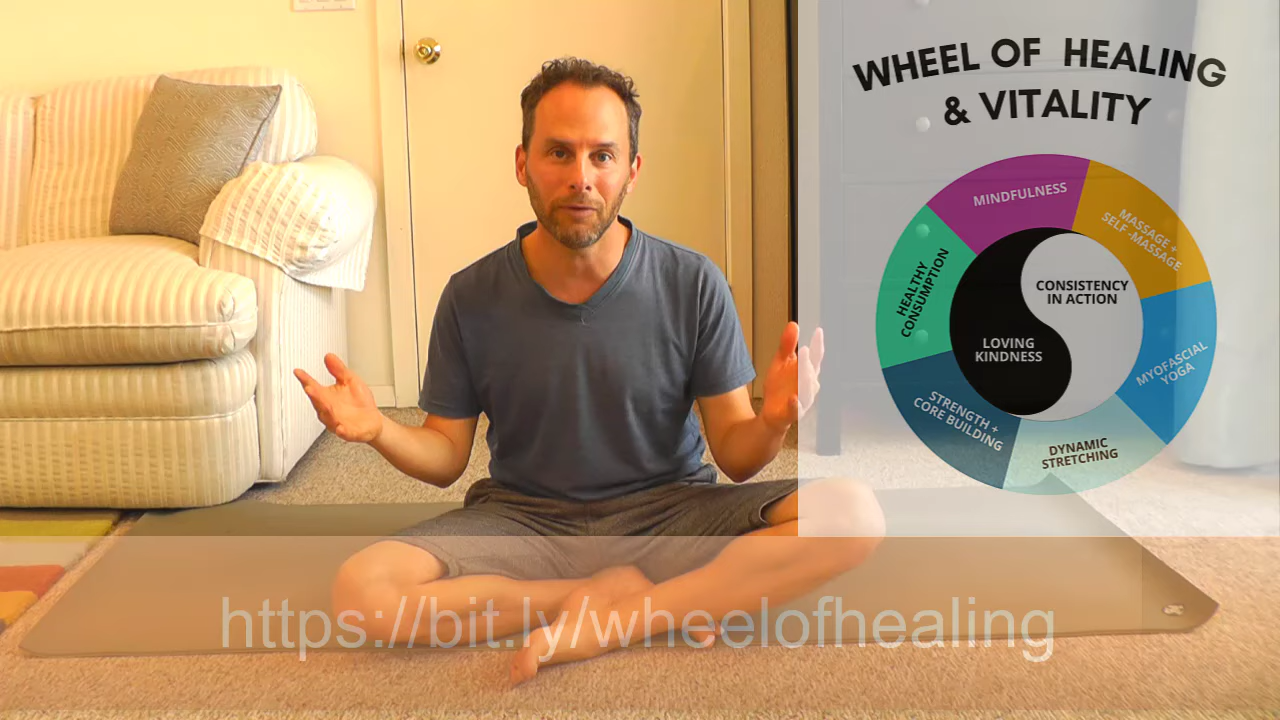 WHEEL OF HEALING
& VITALITY
MINDFULNESS
MASSAGE +
SELF -MASSAGE
HEALTHY
CONSUMPTION
CONSISTENCY
IN ACTION
LOVING
KINDNESS
MYOFASCIAL
YOGA
STRENGTH +
CORE BUILDING
DYNAMIC
STRETCHING
https://bit.ly/wheelofhealing